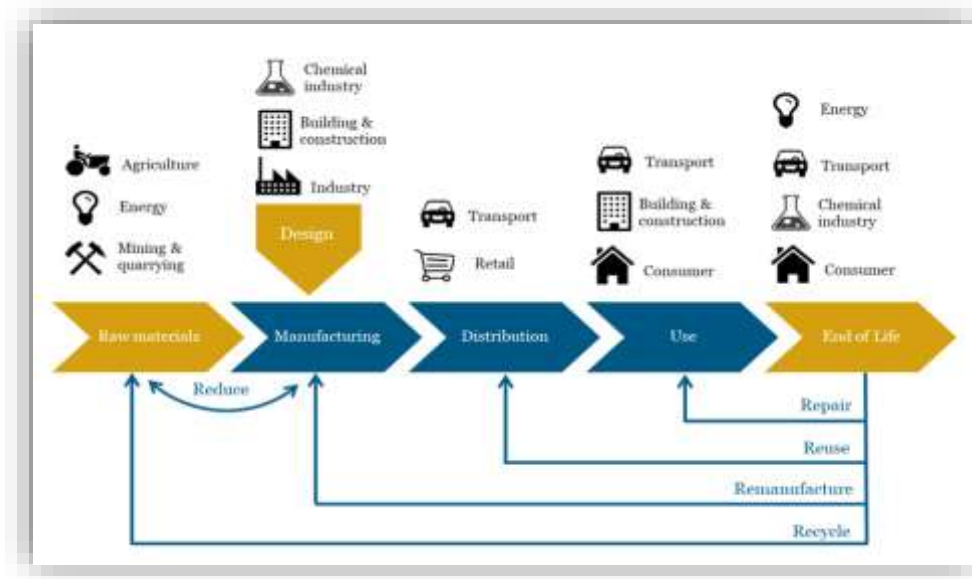 Chemical
industry
Building &
construction
Industry
Agriculture
Energy
Mining &
quarrying
Design
Transport
Retail
Transport
Building &
construction
Consumer
Energy
Transport
Chemical
industry
Consumer
Raw materials
Manufacturing
Distribution
Use
End of Life
Reduce
Repair
Reuse
Remanufacture
Recycle